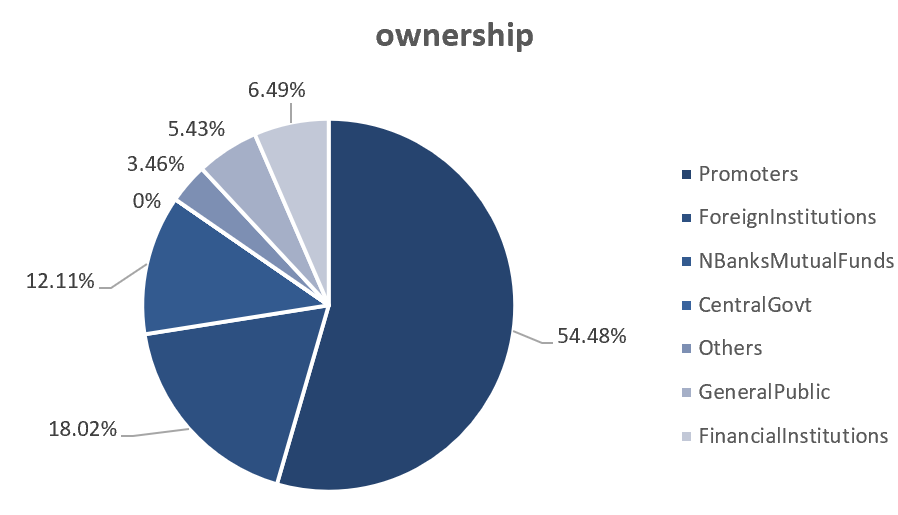 ownership
6.49%
5.43%
3.46%
0%
12.11%
18.02%
54.48%
Promoters
ForeignInstitutions
NBanksMutualFunds
CentralGovt
Others
GeneralPublic
FinancialInstitutions